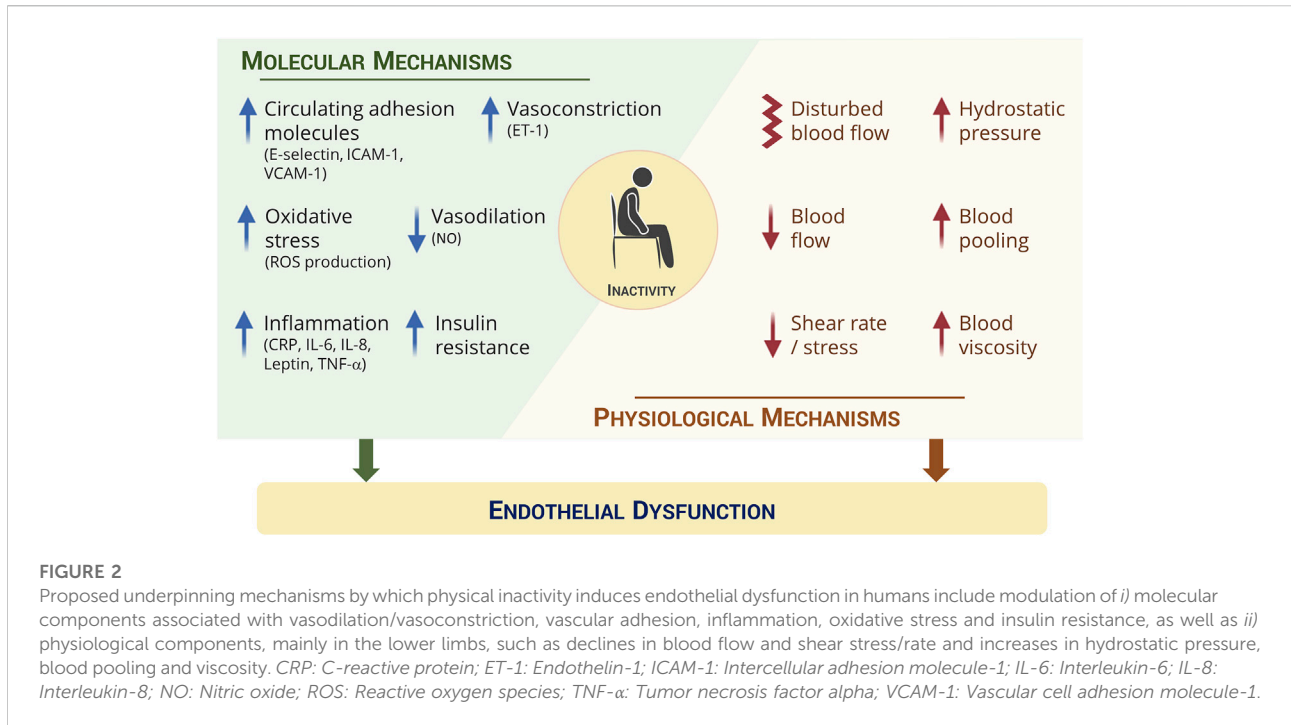 MOLECULAR MECHANISMS
Circulating adhesion
molecules
(E-selectin, ICAM-1,
VCAM-1)
Vasoconstriction
(ET-1)
Oxidative
stress
(ROS production)
Vasodilation
(NO)
Inflammation
(CRP, IL-6, IL-8,
Leptin, TNF-α)
Insulin
resistance
INACTIVITY
Disturbed
blood flow
Hydrostatic
pressure
Blood
flow
Blood
pooling
Shear rate
/ stress
Blood
viscosity
PHYSIOLOGICAL MECHANISMS
ENDOTHELIAL DYSFUNCTION
FIGURE 2
Proposed underpinning mechanisms by which physical inactivity induces endothelial dysfunction in humans include modulation of i) molecular
components associated with vasodilation/vasoconstriction, vascular adhesion, inflammation, oxidative stress and insulin resistance, as well as ii)
physiological components, mainly in the lower limbs, such as declines in blood flow and shear stress/rate and increases in hydrostatic pressure,
blood pooling and viscosity. CRP: C-reactive protein; ET-1: Endothelin-1; ICAM-1: Intercellular adhesion molecule-1; IL-6: Interleukin-6; IL-8:
Interleukin-8; NO: Nitric oxide; ROS: Reactive oxygen species; TNF-α: Tumor necrosis factor alpha; VCAM-1: Vascular cell adhesion molecule-1.